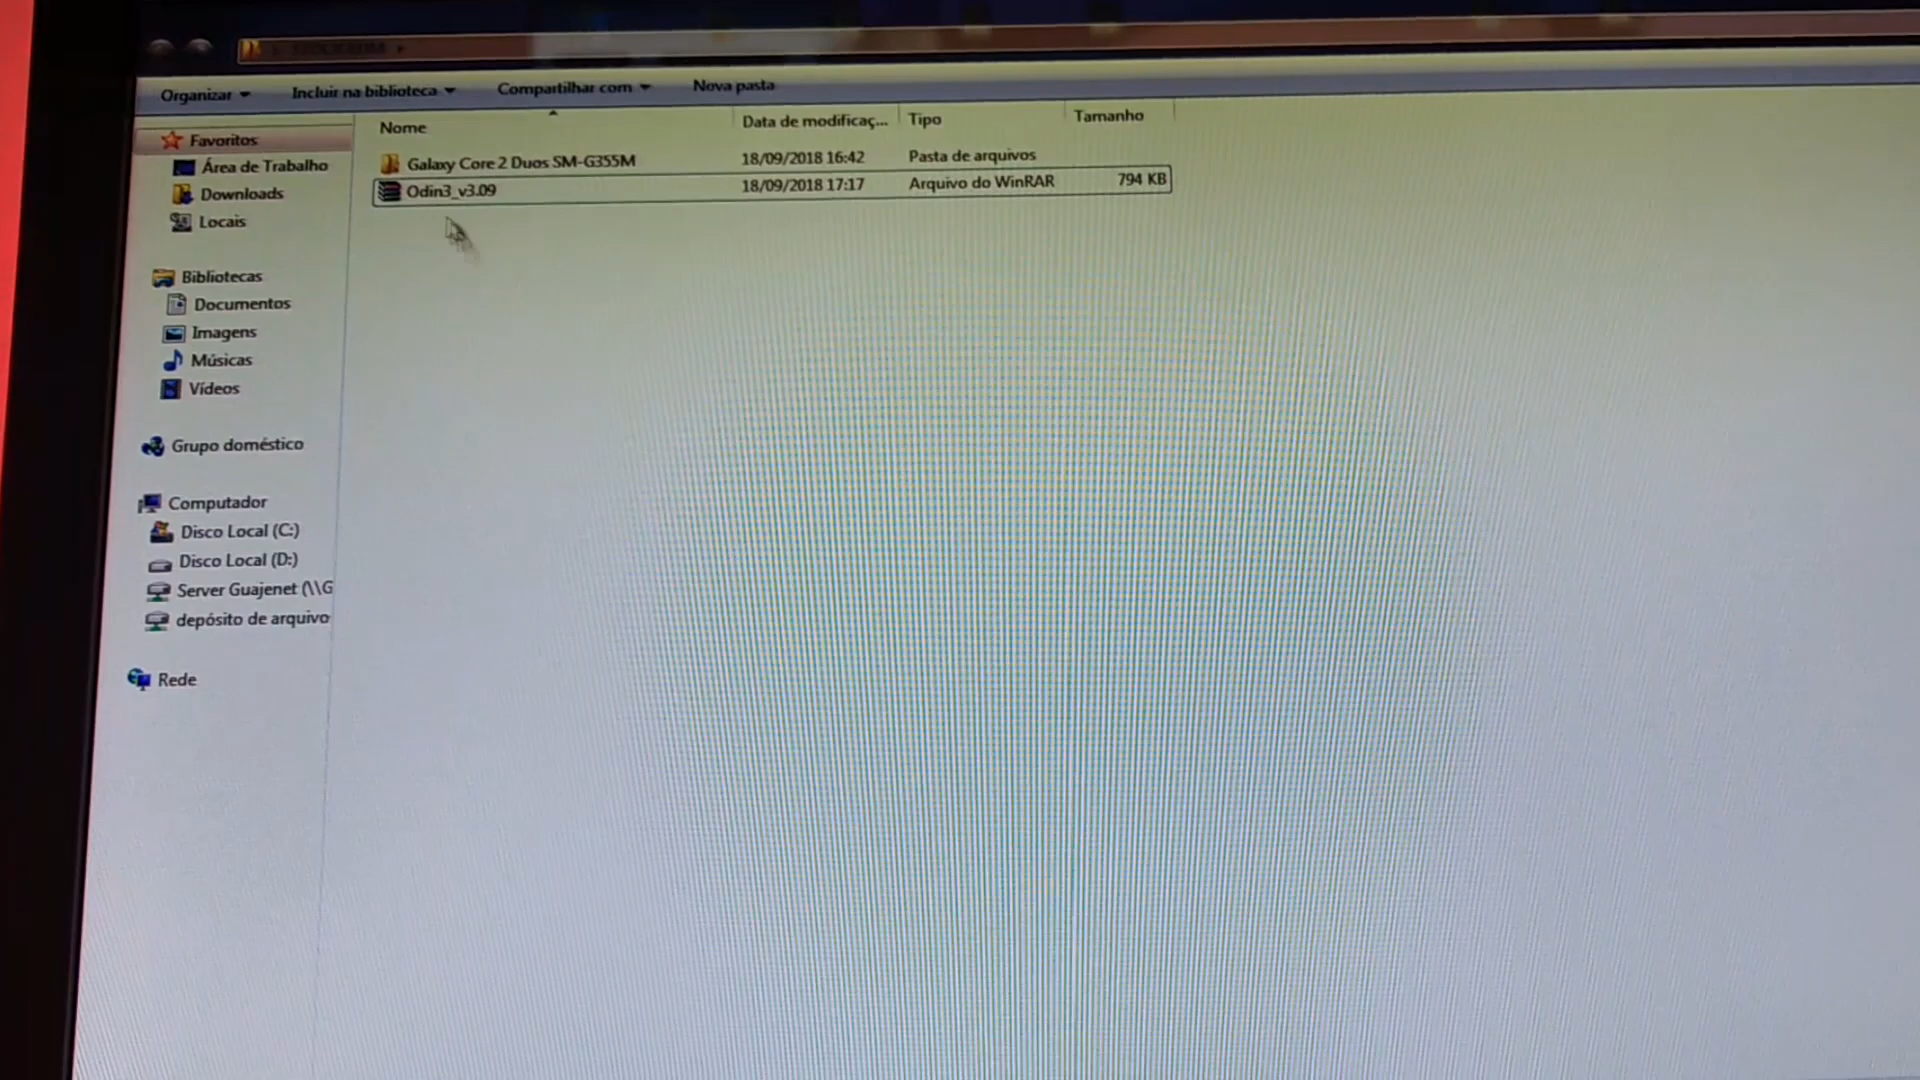 Organizar
Incluir na biblioteca
Compartilhar com
Nova pasta
Nome
Data de modificaç...
Tipo
Tamanho
Galaxy Core 2 Duos SM-G355M
18/09/2018 16:42
Pasta de arquivos
Odin3_v3.09
18/09/2018 17:17
Arquivo do WinRAR
794 KB
Favoritos
Área de Trabalho
Downloads
Locais
Bibliotecas
Documentos
Imagens
Músicas
Vídeos
Grupo doméstico
Computador
Disco Local (C:)
Disco Local (D:)
Server Guajenet (\\G
depósito de arquivo
Rede